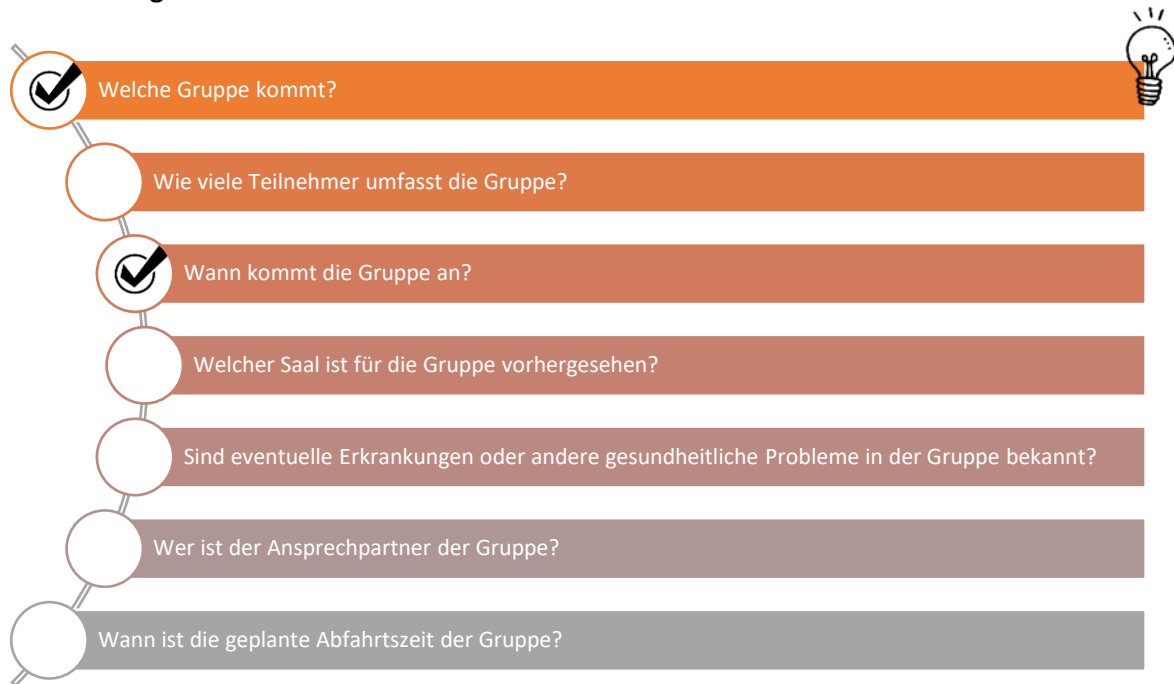 Welche Gruppe kommt?
Wie viele Teilnehmer umfasst die Gruppe?
Wann kommt die Gruppe an?
Welcher Saal ist für die Gruppe vorhergesehen?
Sind eventuelle Erkrankungen oder andere gesundheitliche Probleme in der Gruppe bekannt?
Wer ist der Ansprechpartner der Gruppe?
Wann ist die geplante Abfahrtszeit der Gruppe?